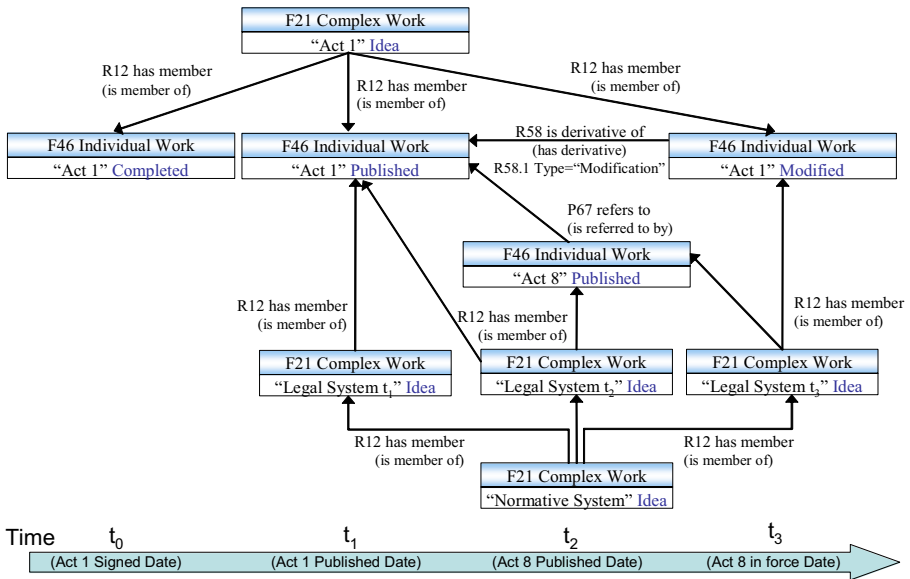 F21 Complex Work
“Act 1” Idea
R12 has member
(is member of)
R12 has member
(is member of)
R12 has member
(is member of)
F46 Individual Work
“Act 1” Completed
F46 Individual Work
“Act 1” Published
R58 is derivative of
(has derivative)
R58.1 Type=“Modification”
F46 Individual Work
“Act 1” Modified
P67 refers to
(is referred to by)
F46 Individual Work
“Act 8” Published
R12 has member
(is member of)
R12 has member
(is member of)
R12 has member
(is member of)
F21 Complex Work
“Legal System t1” Idea
F21 Complex Work
“Legal System t2” Idea
F21 Complex Work
“Legal System t3” Idea
R12 has member
(is member of)
R12 has member
(is member of)
F21 Complex Work
“Normative System” Idea
Time
t0
t1
t2
t3
(Act 1 Signed Date)
(Act 1 Published Date)
(Act 8 Published Date)
(Act 8 in force Date)